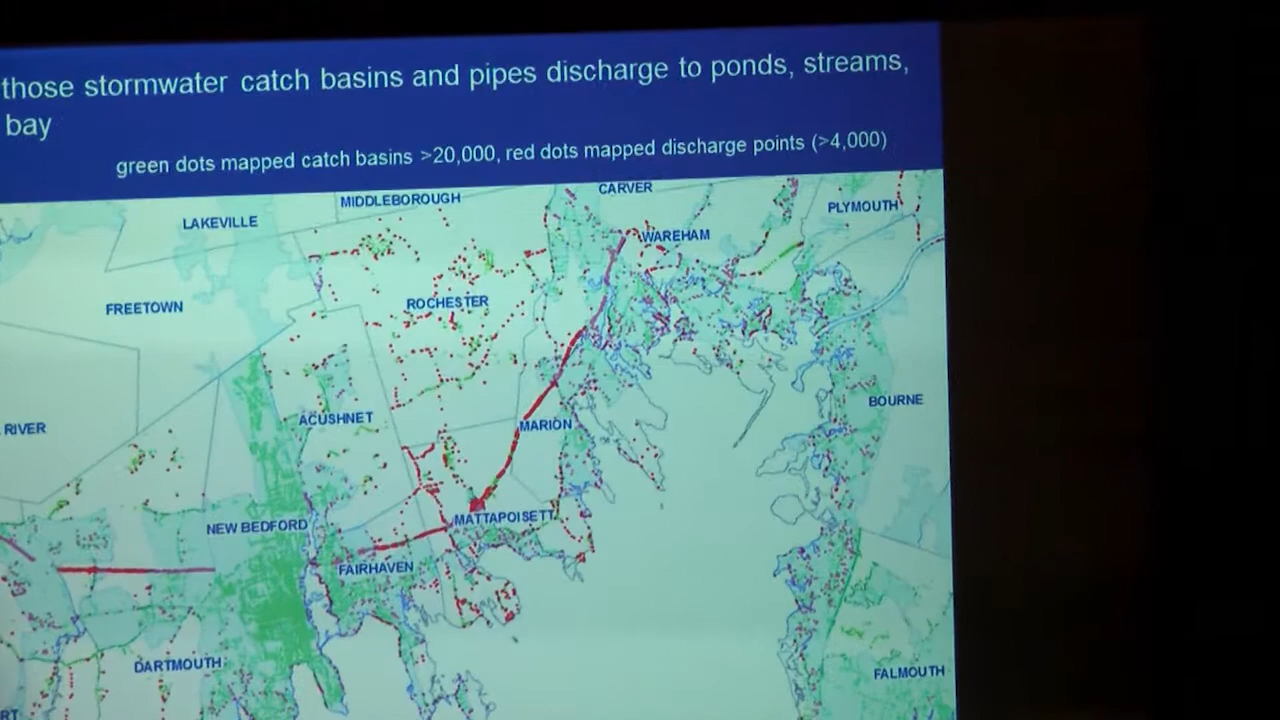 those stormwater catch basins and pipes discharge to ponds, streams,
bay
green dots mapped catch basins >20,000, red dots mapped discharge points (>4,000)
CARVER
MIDDLEBOROUGH
PLYMOUTH
LAKEVILLE
WAREHAM
ROCHESTER
FREETOWN
BOURNE
ACUSHNET
MARION
RIVER
MATTAPOISETT
NEW BEDFORD
FAIRHAVEN
DARTMOUTH
FALMOUTH
RT